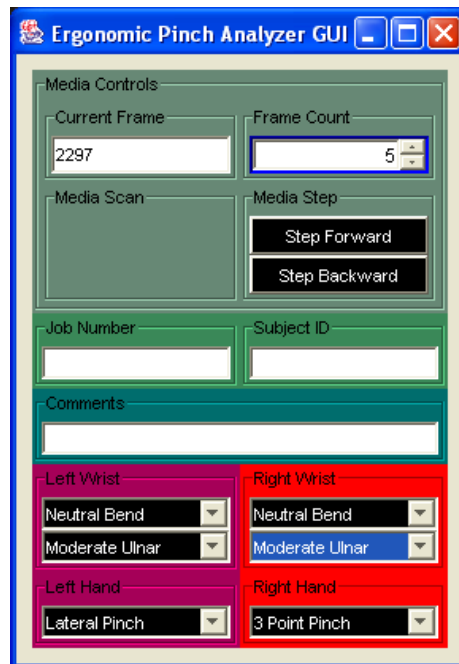 Ergonomic Pinch Analyzer GUI
Media Controls
Current Frame Frame Count
2297 5
Media Scan Media Step
Step Forward
Step Backward
Job Number Subject ID
Comments
Left Wrist Right Wrist
Neutral Bend Neutral Bend
Moderate Ulnar Moderate Ulnar
Left Hand Right Hand
Lateral Pinch 3 Point Pinch